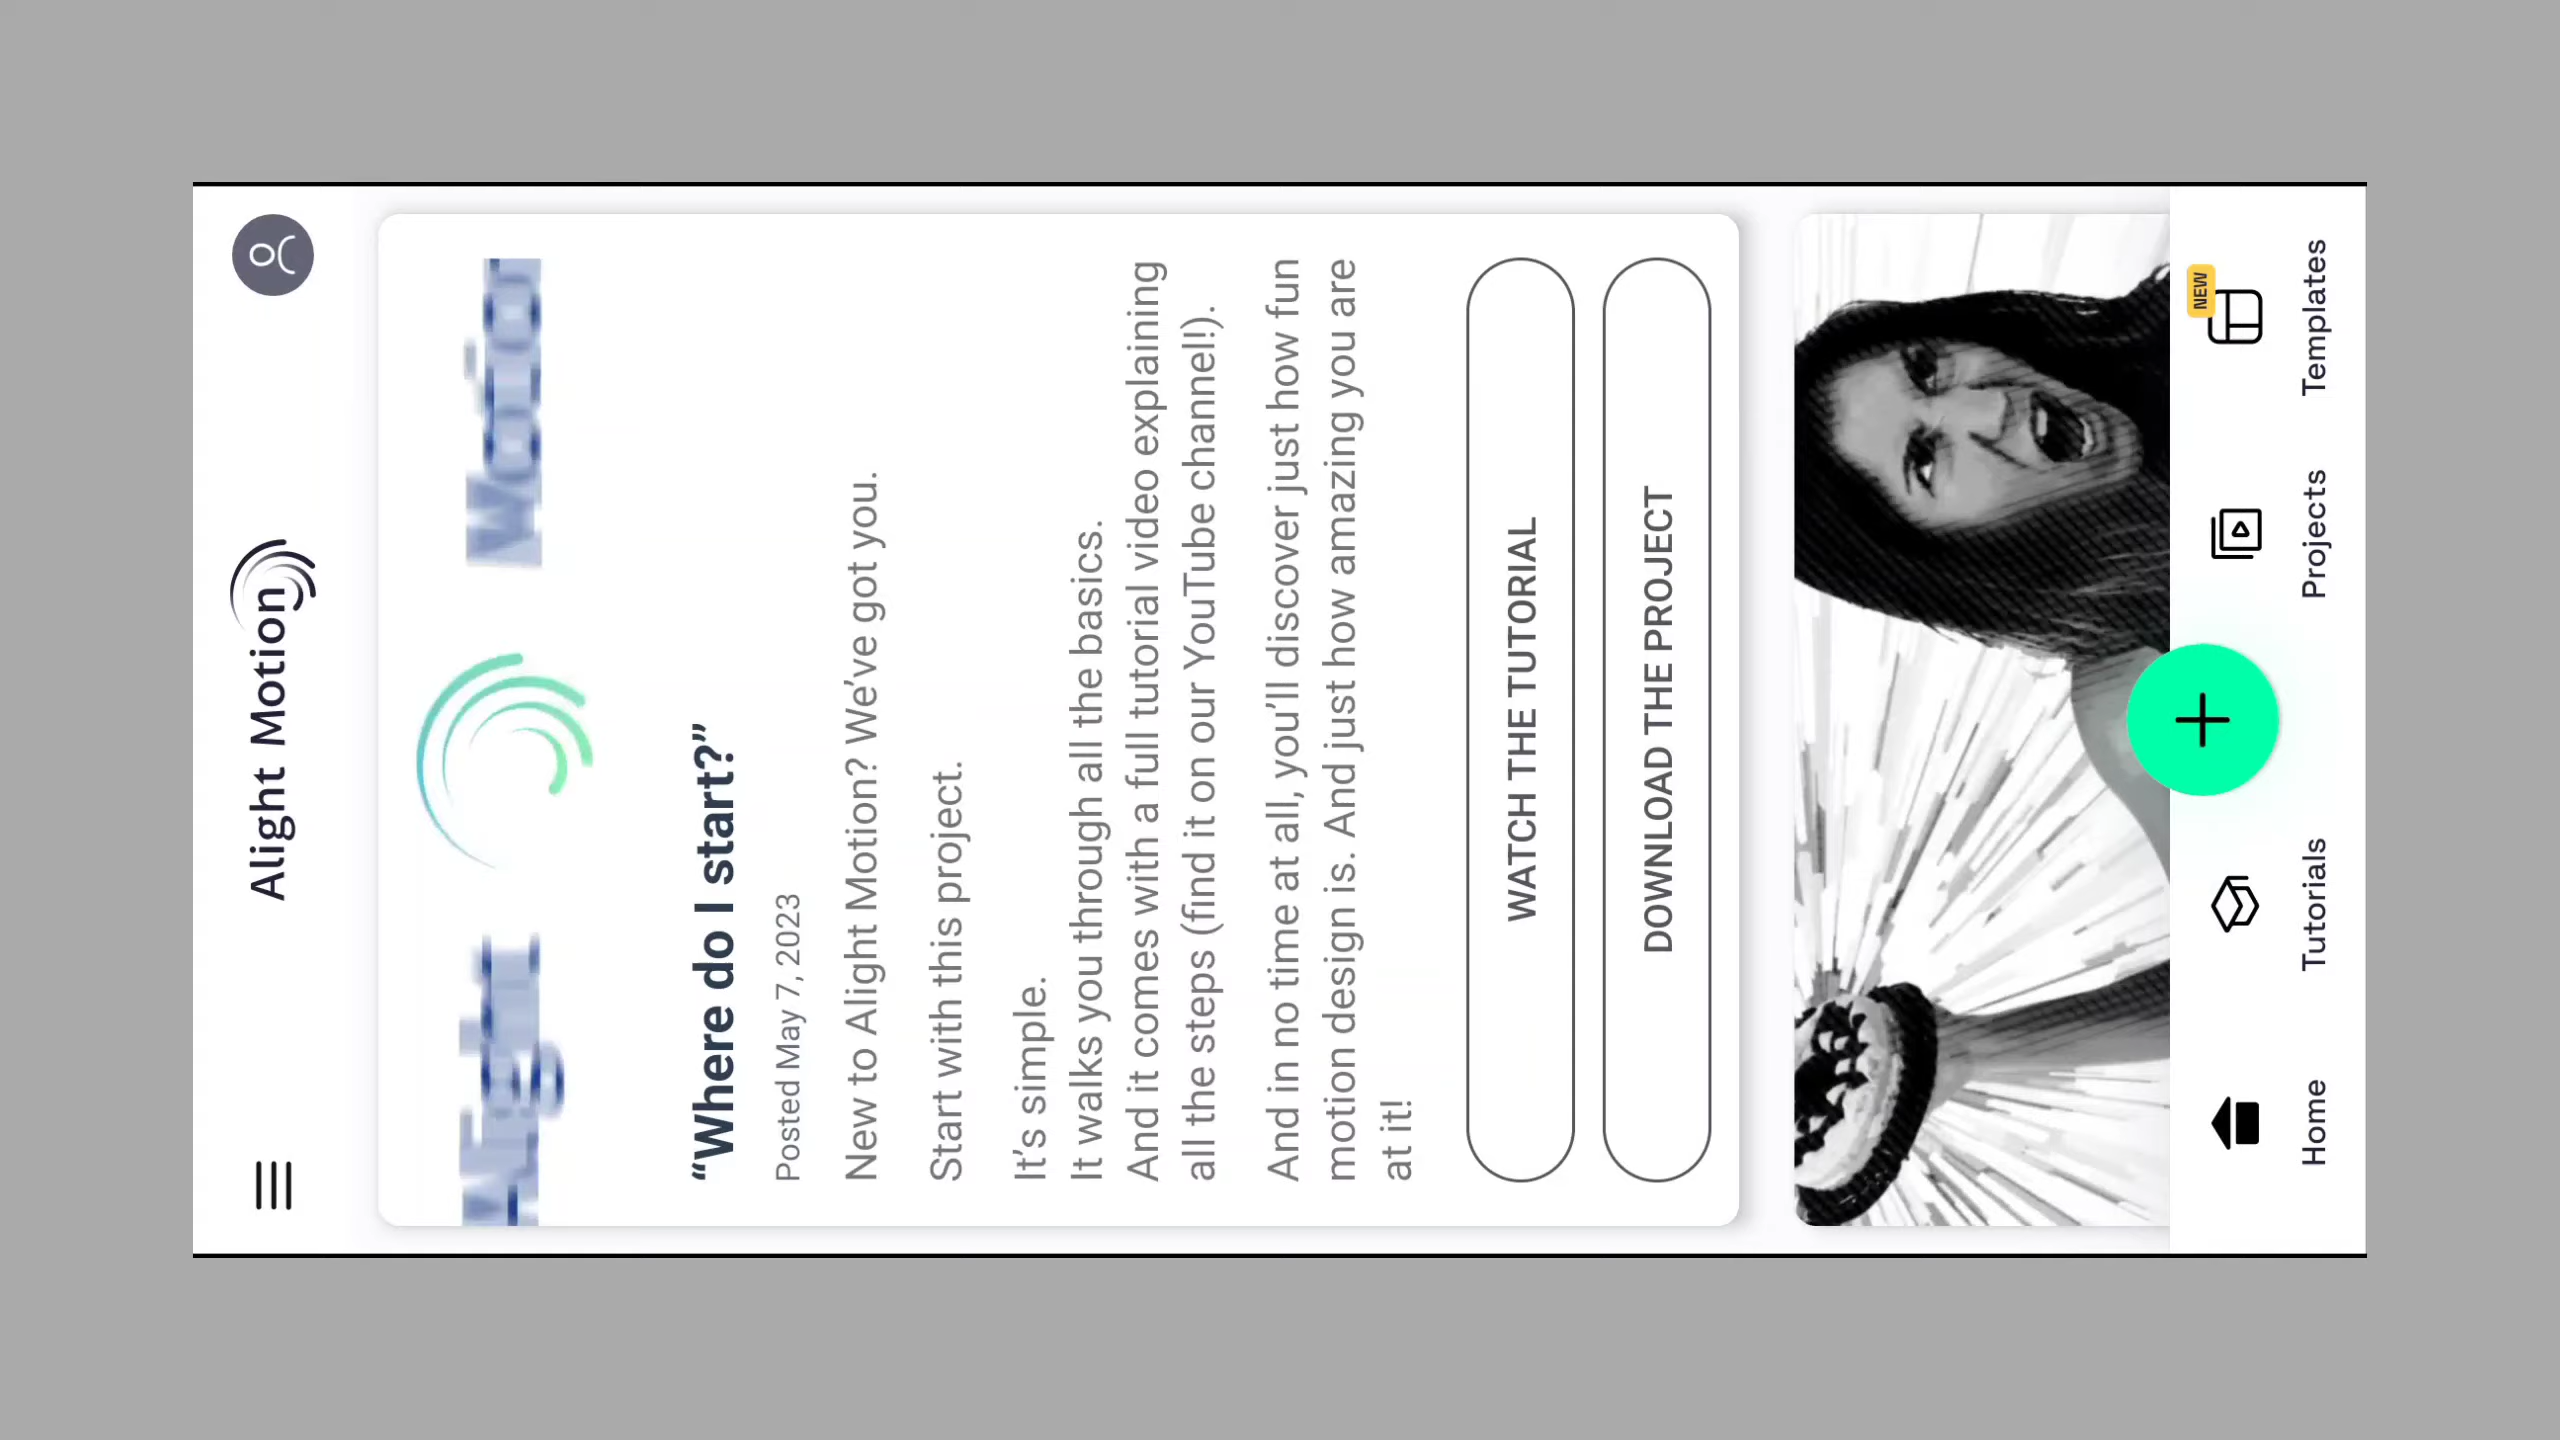 Alight Motion
“Where do I start?”
Posted May 7, 2023
New to Alight Motion? We’ve got you.
Start with this project.
It’s simple.
It walks you through all the basics.
And it comes with a full tutorial video explaining
all the steps (find it on our YouTube channel!).
And in no time at all, you’ll discover just how fun
motion design is. And just how amazing you are
at it!
WATCH THE TUTORIAL
DOWNLOAD THE PROJECT
NEW
Home
Tutorials
Projects
Templates